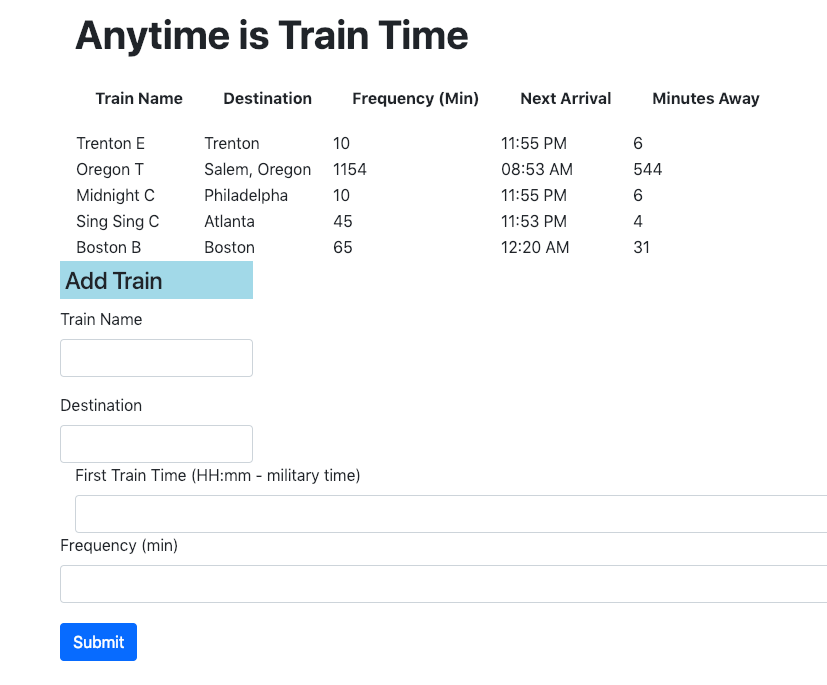 Anytime is Train Time
Train Name Destination Frequency (Min) Next Arrival Minutes Away
Trenton E Trenton 10 11:55 PM 6
Oregon T Salem, Oregon 1154 08:53 AM 544
Midnight C Philadelpha 10 11:55 PM 6
Sing Sing C Atlanta 45 11:53 PM 4
Boston B Boston 65 12:20 AM 31
Add Train
Train Name
Destination
First Train Time (HH:mm - military time)
Frequency (min)
Submit